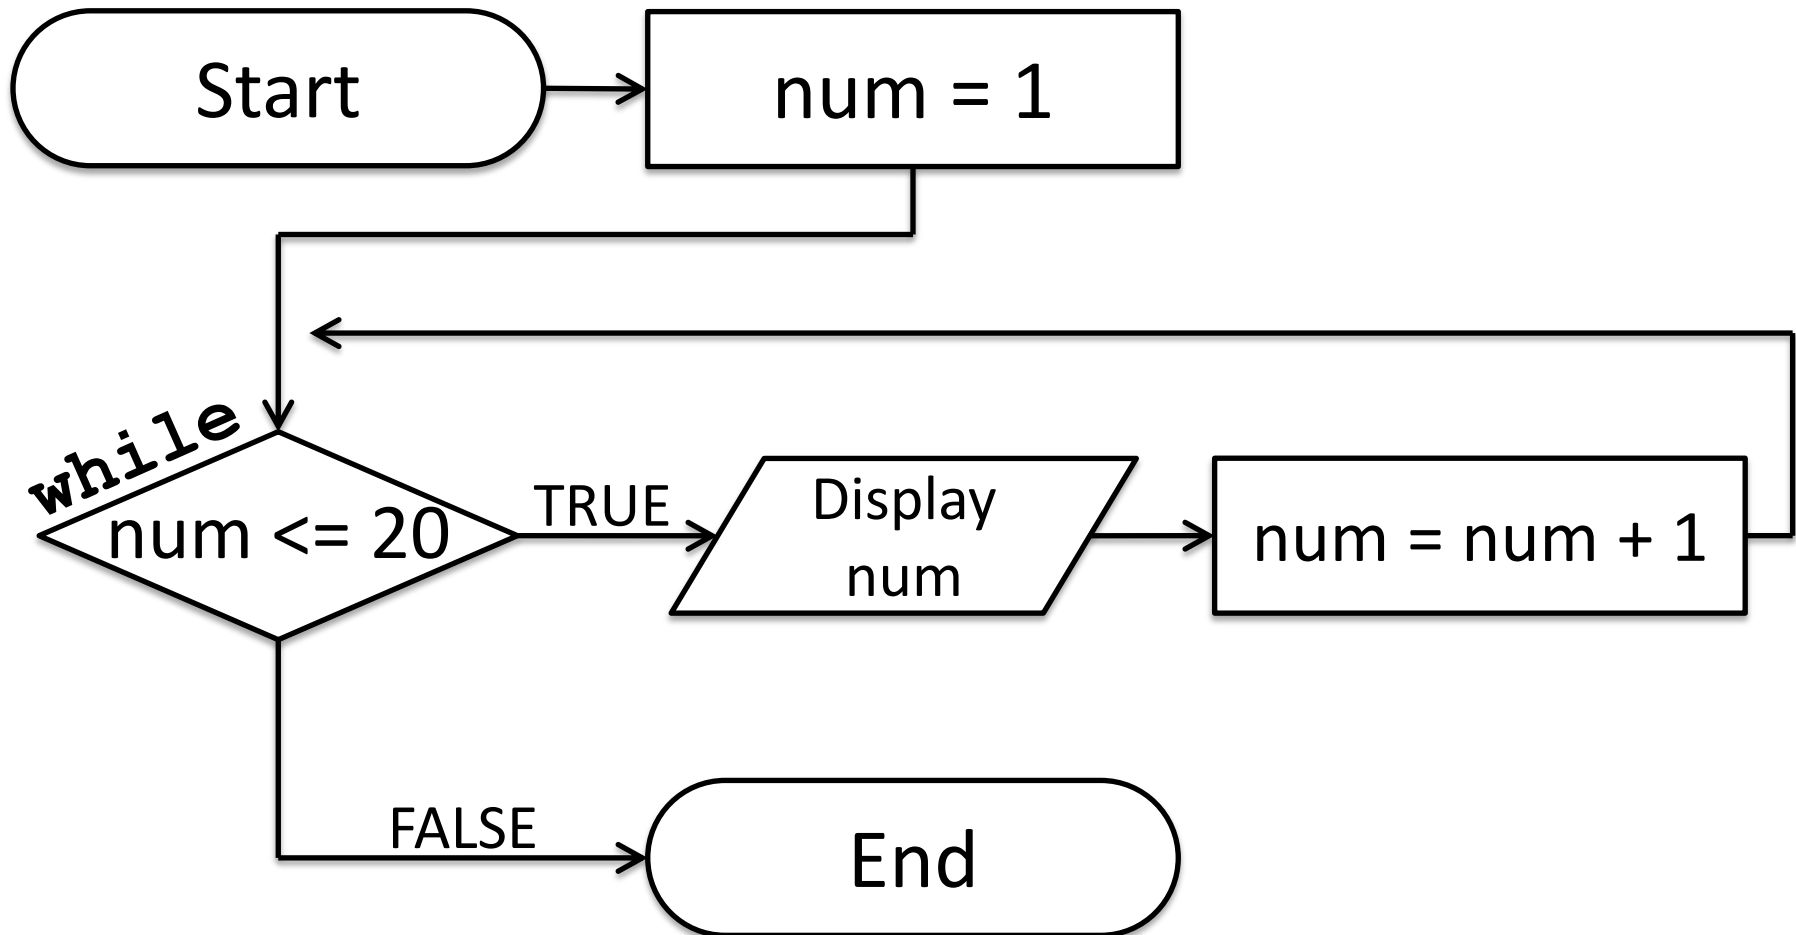 Start
num = 1
while
num <= 20
TRUE
Display
num
num = num + 1
FALSE
End